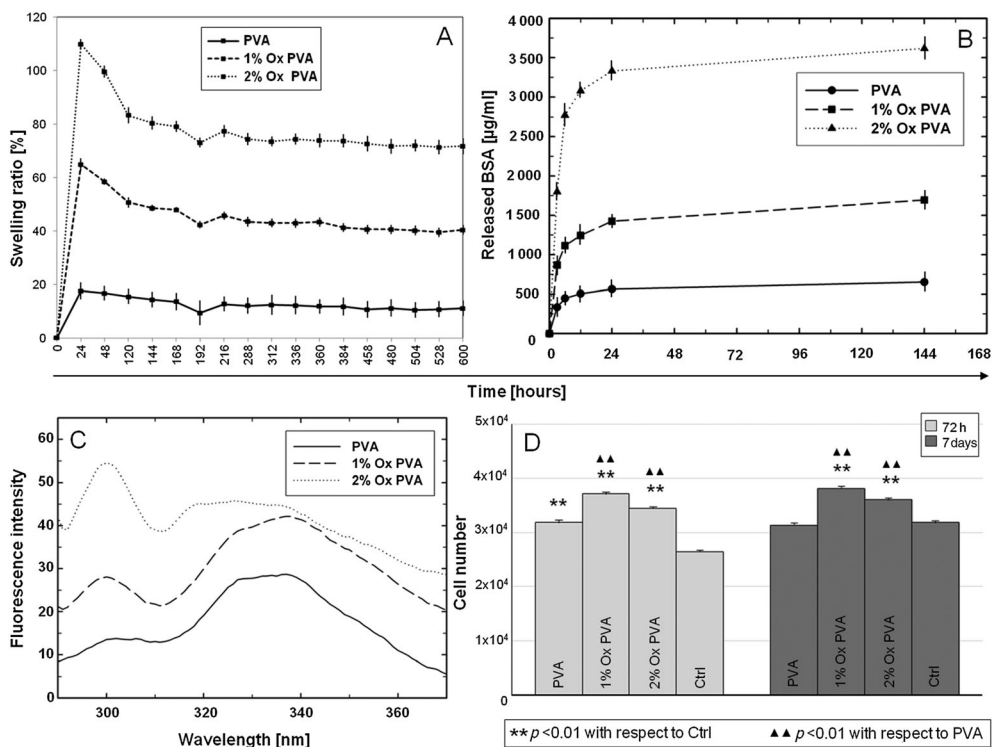 A
PVA
1% Ox PVA
2% Ox PVA
Swelling ratio [%]
120
100
80
60
40
20
0
0 24 48 120 144 168 192 216 288 312 336 360 384 458 480 504 528 600
B
PVA
1% Ox PVA
2% Ox PVA
Released BSA [µg/ml]
4 000
3 500
3 000
2 500
2 000
1 500
1 000
500
0
0 24 48 72 96 120 144 168
Time [hours]
C
PVA
1% Ox PVA
2% Ox PVA
Fluorescence intensity
60
50
40
30
20
10
0
300 320 340 360
Wavelength [nm]
D
72 h
7 days
Cell number
5x10⁴
4x10⁴
3x10⁴
2x10⁴
1x10⁴
0
▲▲ ▲▲ ▲▲ ▲▲
** ** ** ** **
PVA 1% Ox PVA 2% Ox PVA Ctrl PVA 1% Ox PVA 2% Ox PVA Ctrl
** p <0.01 with respect to Ctrl ▲▲ p <0.01 with respect to PVA